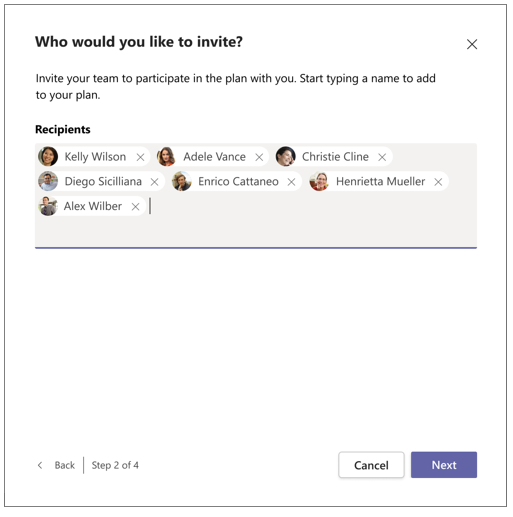 Who would you like to invite?
Invite your team to participate in the plan with you. Start typing a name to add
to your plan.
Recipients
Kelly Wilson Adele Vance Christie Cline
Diego Sicilliana Enrico Cattaneo Henrietta Mueller
Alex Wilber
Back Step 2 of 4 Cancel Next